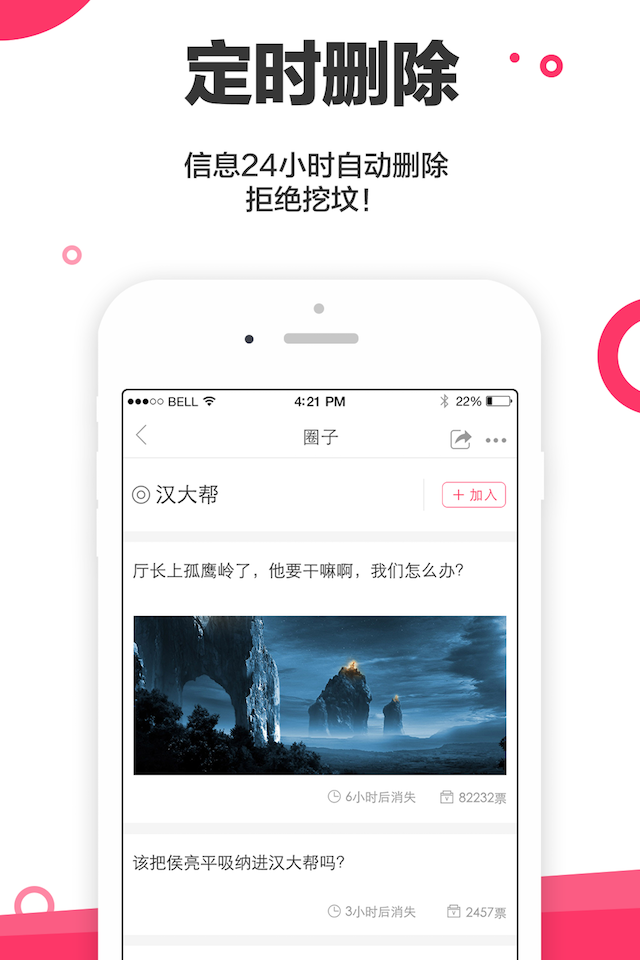 定时删除
信息24小时自动删除
拒绝挖坟!
BELL
4:21 PM
22%
圈子
汉大帮
+ 加入
厅长上孤鹰岭了，他要干嘛啊，我们怎么办?
6小时后消失
82232票
该把侯亮平吸纳进汉大帮吗?
3小时后消失
2457票